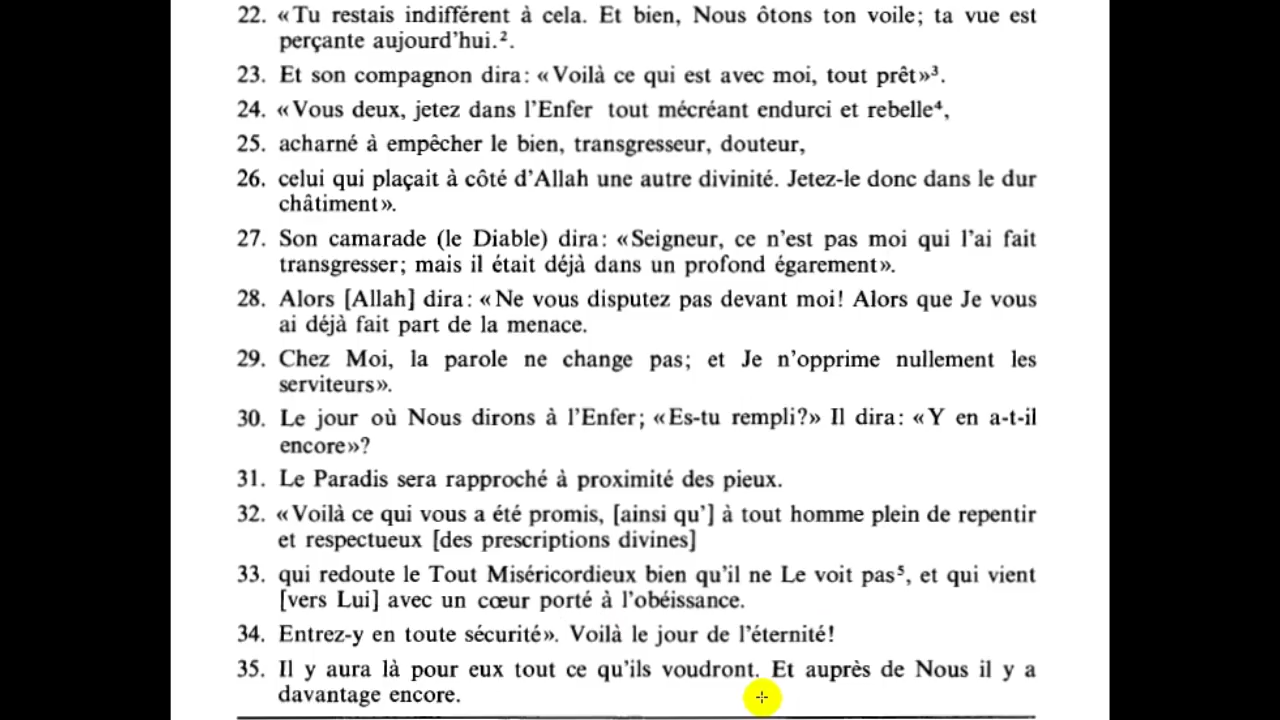 22. «Tu restais indifférent à cela. Et bien, Nous ôtons ton voile; ta vue est
perçante aujourd'hui.².
23. Et son compagnon dira: «Voilà ce qui est avec moi, tout prêt»³.
24. «Vous deux, jetez dans l'Enfer tout mécréant endurci et rebelle⁴,
25. acharné à empêcher le bien, transgresseur, douteur,
26. celui qui plaçait à côté d'Allah une autre divinité. Jetez-le donc dans le dur
châtiment».
27. Son camarade (le Diable) dira: «Seigneur, ce n'est pas moi qui l'ai fait
transgresser; mais il était déjà dans un profond égarement».
28. Alors [Allah] dira: «Ne vous disputez pas devant moi! Alors que Je vous
ai déjà fait part de la menace.
29. Chez Moi, la parole ne change pas; et Je n'opprime nullement les
serviteurs».
30. Le jour où Nous dirons à l'Enfer; «Es-tu rempli?» Il dira: «Y en a-t-il
encore»?
31. Le Paradis sera rapproché à proximité des pieux.
32. «Voilà ce qui vous a été promis, [ainsi qu'] à tout homme plein de repentir
et respectueux [des prescriptions divines]
33. qui redoute le Tout Miséricordieux bien qu'il ne Le voit pas⁵, et qui vient
[vers Lui] avec un cœur porté à l'obéissance.
34. Entrez-y en toute sécurité». Voilà le jour de l'éternité!
35. Il y aura là pour eux tout ce qu'ils voudront. Et auprès de Nous il y a
davantage encore.